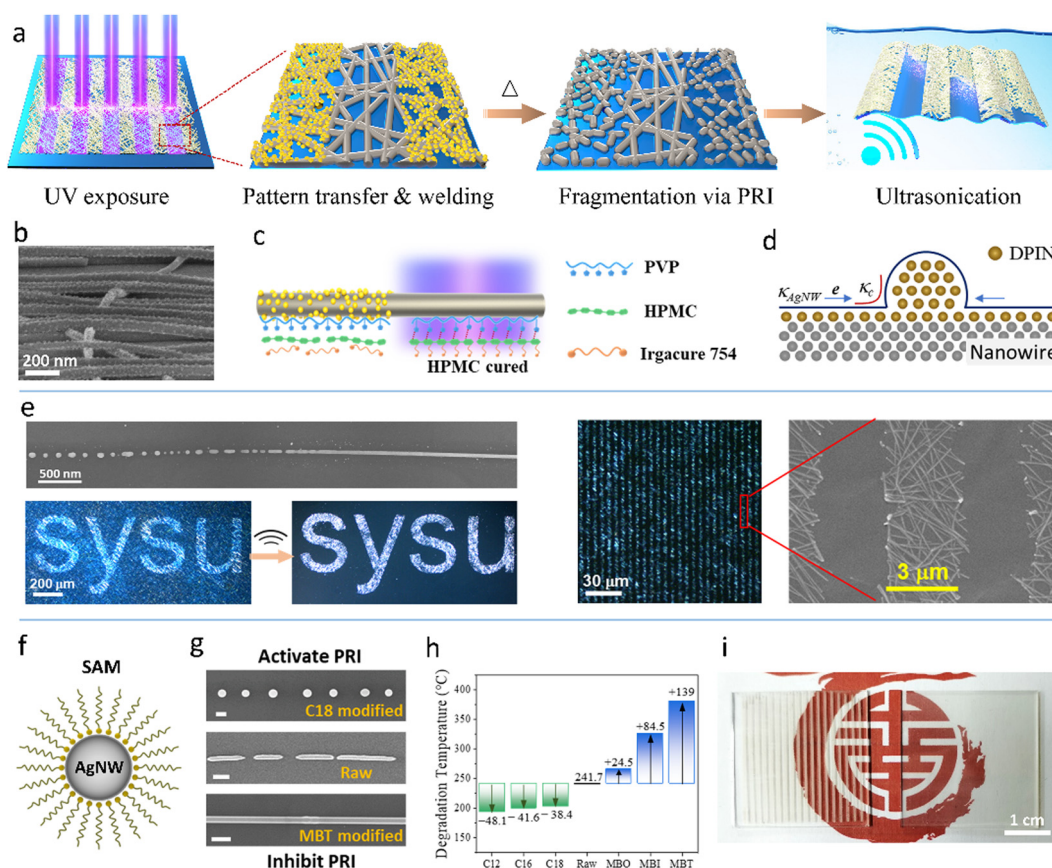 a
UV exposure
Pattern transfer & welding
△
Fragmentation via PRI
Ultrasonication
b
200 nm
c
PVP
HPMC
Irgacure 754
HPMC cured
d
DPIN
κAgNW
e
κc
Nanowire
e
500 nm
sysu
200 μm
sysu
30 μm
3 μm
f
SAM
AgNW
g
Activate PRI
C18 modified
Raw
MBT modified
Inhibit PRI
h
Degradation Temperature (°C)
400
350
300
250
200
150
−48.1
−41.6
−38.4
241.7
+24.5
+84.5
+139
C12 C16 C18 Raw MBO MBI MBT
i
1 cm